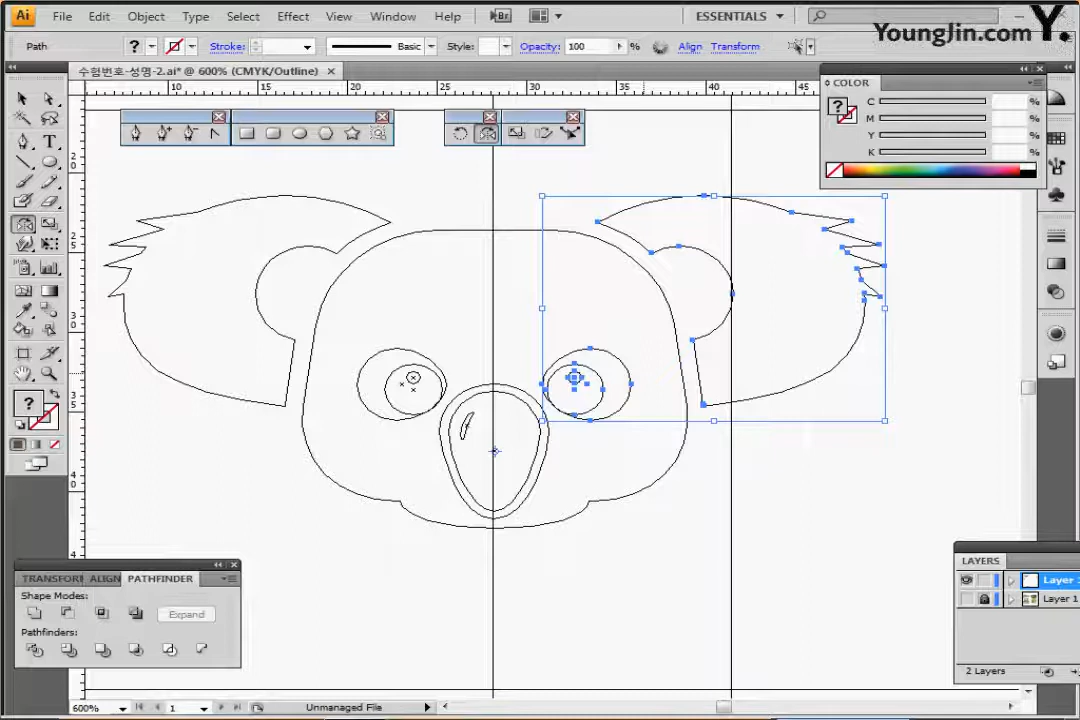 Ai File Edit Object Type Select Effect View Window Help Br ESSENTIALS
YoungJin.com Y.
Path ? Stroke: Basic Style: Opacity: 100 % Align Transform
수험번호-성명-2.ai* @ 600% (CMYK/Outline)
COLOR
10 15 20 25 30 35 40 45
C %
M %
Y %
K %
?
TRANSFORM ALIGN PATHFINDER
Shape Modes:
Expand
Pathfinders:
LAYERS
Layer
Layer 1
2 Layers
600% 1 Unmanaged File